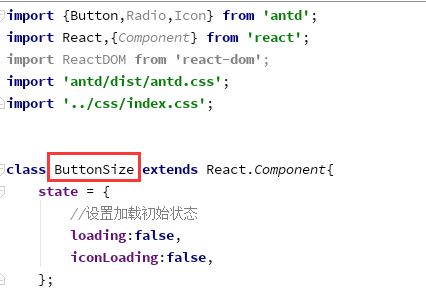 import {Button,Radio,Icon} from 'antd';
import React,{Component} from 'react';
import ReactDOM from 'react-dom';
import 'antd/dist/antd.css';
import '../css/index.css';
class ButtonSize extends React.Component{
state = {
//设置加载初始状态
loading:false,
iconLoading:false,
};